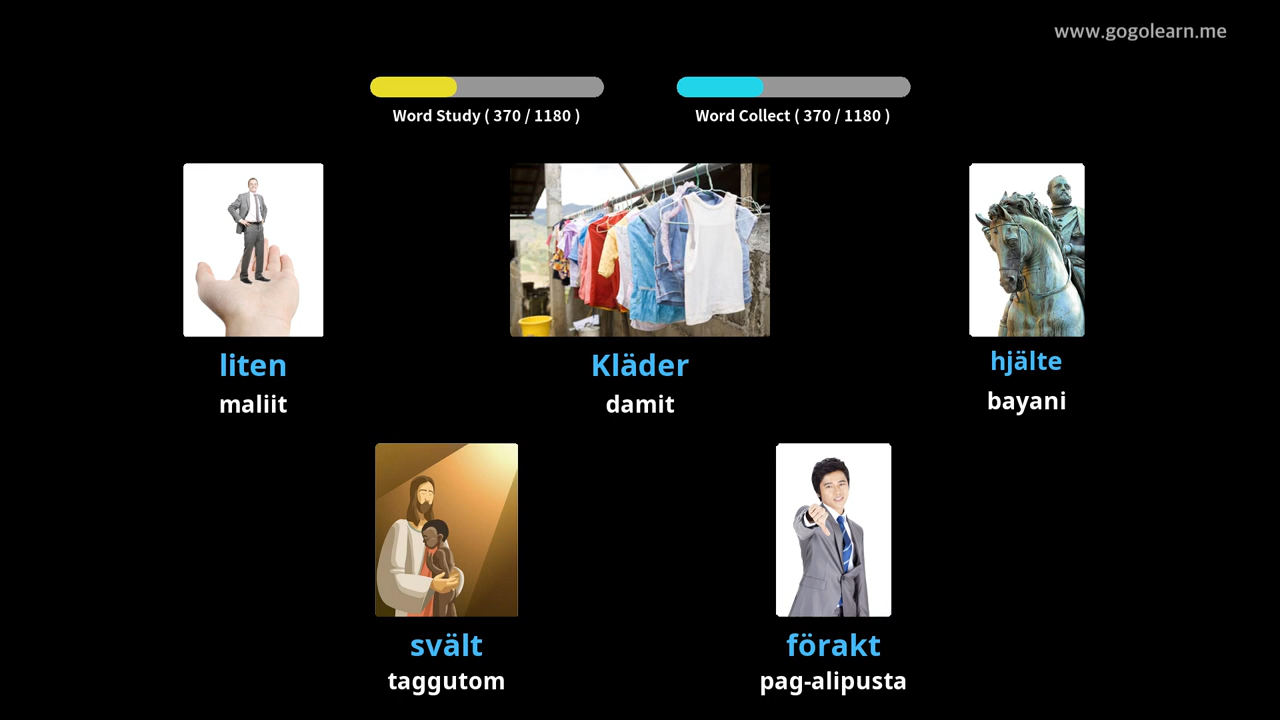 www.gogolearn.me
Word Study ( 370 / 1180 )
Word Collect ( 370 / 1180 )
liten
maliit
Kläder
damit
hjälte
bayani
svält
taggutom
förakt
pag-alipusta